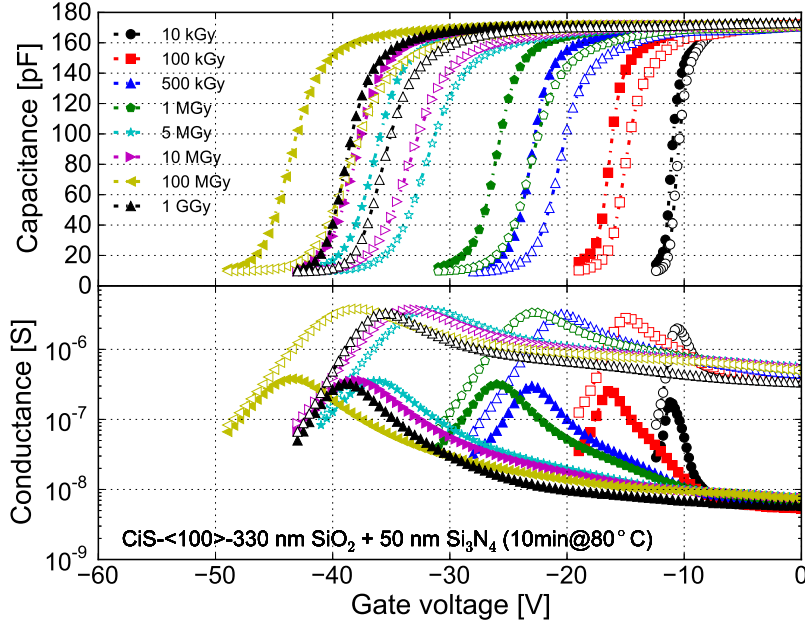 180
160
140
120
100
80
60
40
20
0
Capacitance [pF]
10 kGy
100 kGy
500 kGy
1 MGy
5 MGy
10 MGy
100 MGy
1 GGy
10⁻⁶
10⁻⁷
10⁻⁸
10⁻⁹
Conductance [S]
CiS-<100>-330 nm SiO₂ + 50 nm Si₃N₄ (10min@80°C)
−60 −50 −40 −30 −20 −10 0
Gate voltage [V]